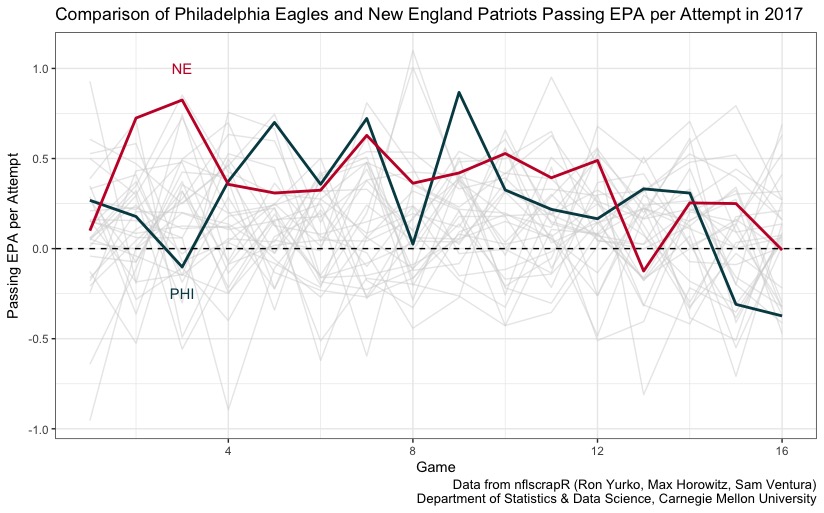 Comparison of Philadelphia Eagles and New England Patriots Passing EPA per Attempt in 2017
NE
PHI
1.0
0.5
0.0
-0.5
-1.0
Passing EPA per Attempt
4
8
12
16
Game
Data from nflscrapR (Ron Yurko, Max Horowitz, Sam Ventura)
Department of Statistics & Data Science, Carnegie Mellon University